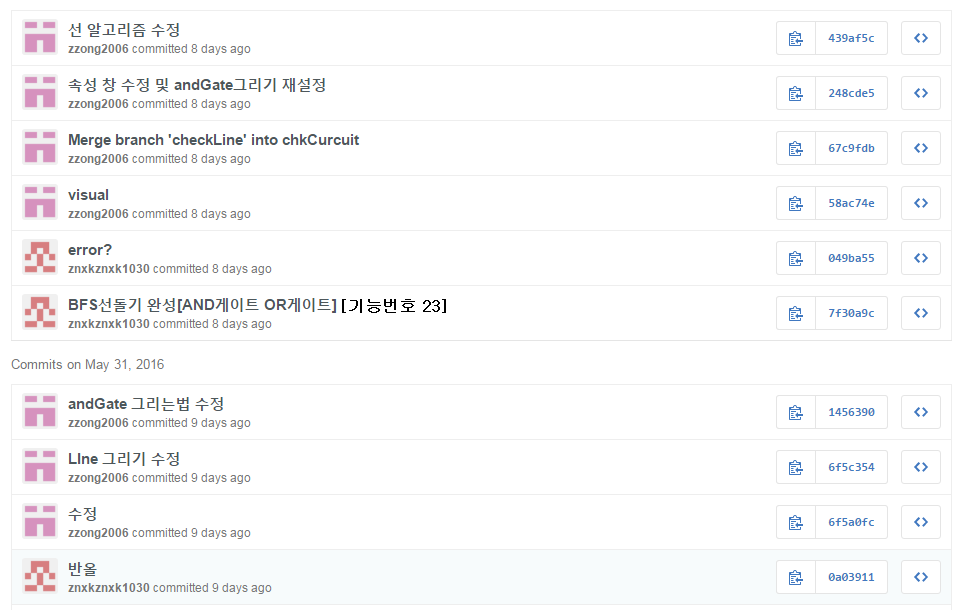 선 알고리즘 수정
zzong2006 committed 8 days ago
439af5c
속성 창 수정 및 andGate그리기 재설정
zzong2006 committed 8 days ago
248cde5
Merge branch 'checkLine' into chkCurcuit
zzong2006 committed 8 days ago
67c9fdb
visual
zzong2006 committed 8 days ago
58ac74e
error?
znxkznxk1030 committed 8 days ago
049ba55
BFS선돌기 완성[AND게이트 OR게이트] [기능번호 23]
znxkznxk1030 committed 8 days ago
7f30a9c
Commits on May 31, 2016
andGate 그리는법 수정
zzong2006 committed 9 days ago
1456390
LIne 그리기 수정
zzong2006 committed 9 days ago
6f5c354
수정
zzong2006 committed 9 days ago
6f5a0fc
반올
znxkznxk1030 committed 9 days ago
0a03911